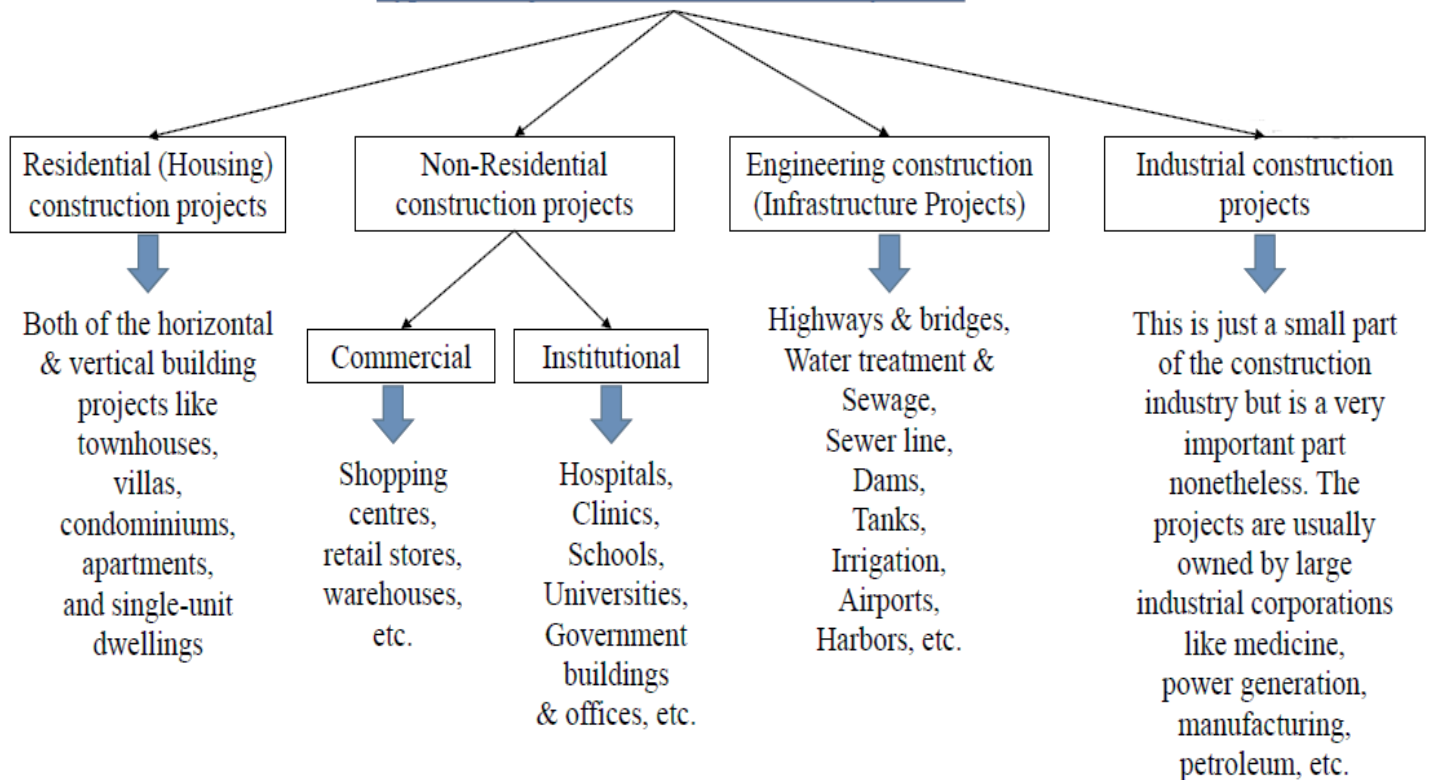 Residential (Housing)
construction projects
Both of the horizontal
& vertical building
projects like
townhouses,
villas,
condominiums,
apartments,
and single-unit
dwellings
Non-Residential
construction projects
Commercial
Shopping
centres,
retail stores,
warehouses,
etc.
Institutional
Hospitals,
Clinics,
Schools,
Universities,
Government
buildings
& offices, etc.
Engineering construction
(Infrastructure Projects)
Highways & bridges,
Water treatment &
Sewage,
Sewer line,
Dams,
Tanks,
Irrigation,
Airports,
Harbors, etc.
Industrial construction
projects
This is just a small part
of the construction
industry but is a very
important part
nonetheless. The
projects are usually
owned by large
industrial corporations
like medicine,
power generation,
manufacturing,
petroleum, etc.